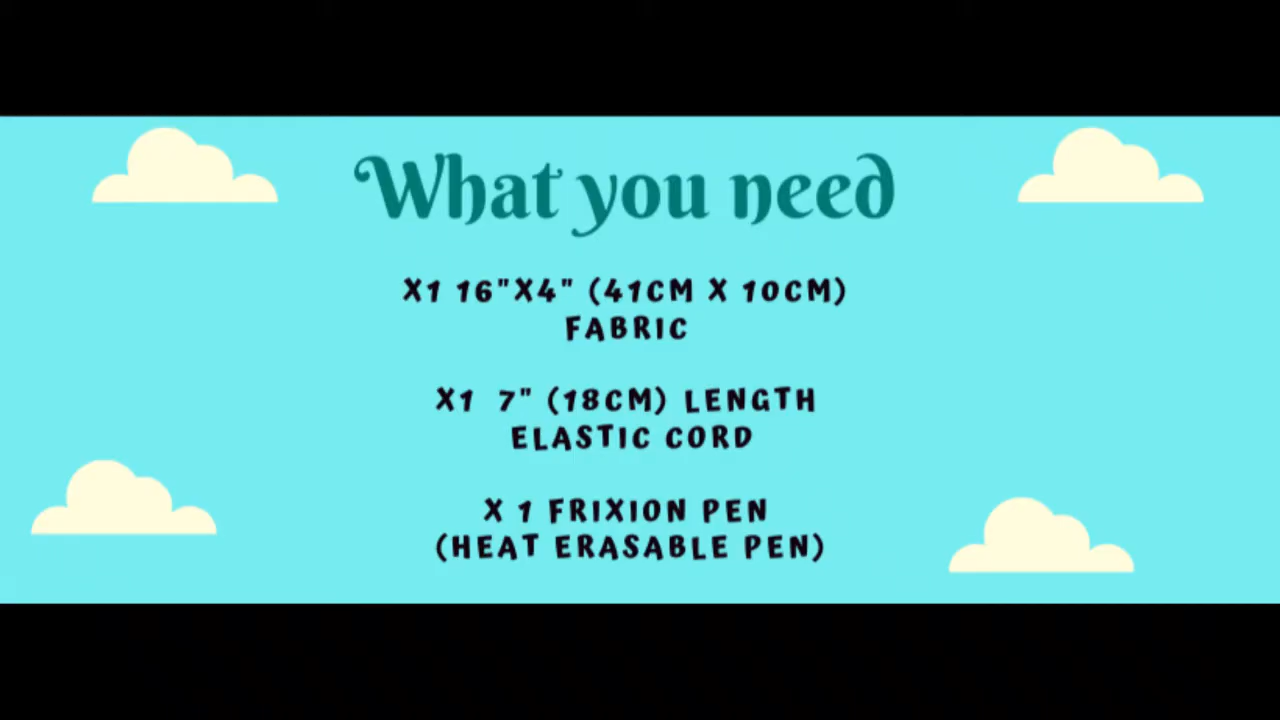 What you need
X1 16"X4" (41CM X 10CM)
FABRIC
X1 7" (18CM) LENGTH
ELASTIC CORD
X 1 FRIXION PEN
(HEAT ERASABLE PEN)